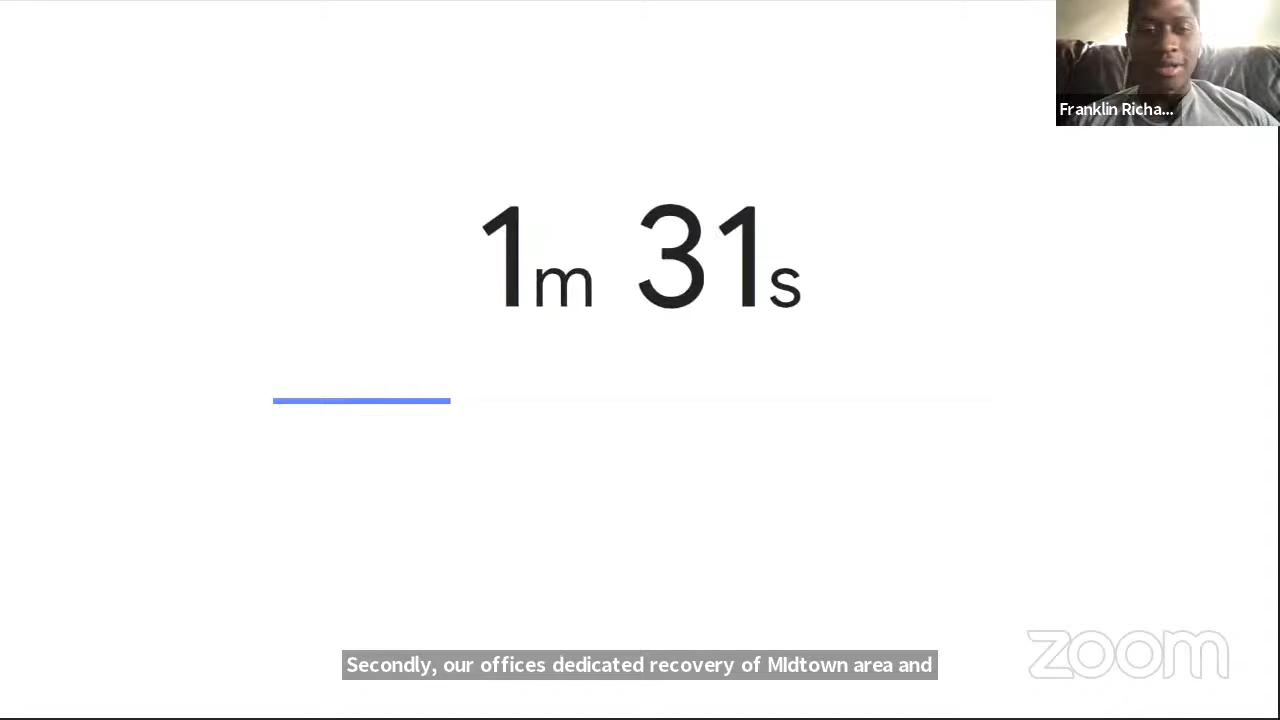 Franklin Richa...
1m 31s
Secondly, our offices dedicated recovery of MIdtown area and
zoom